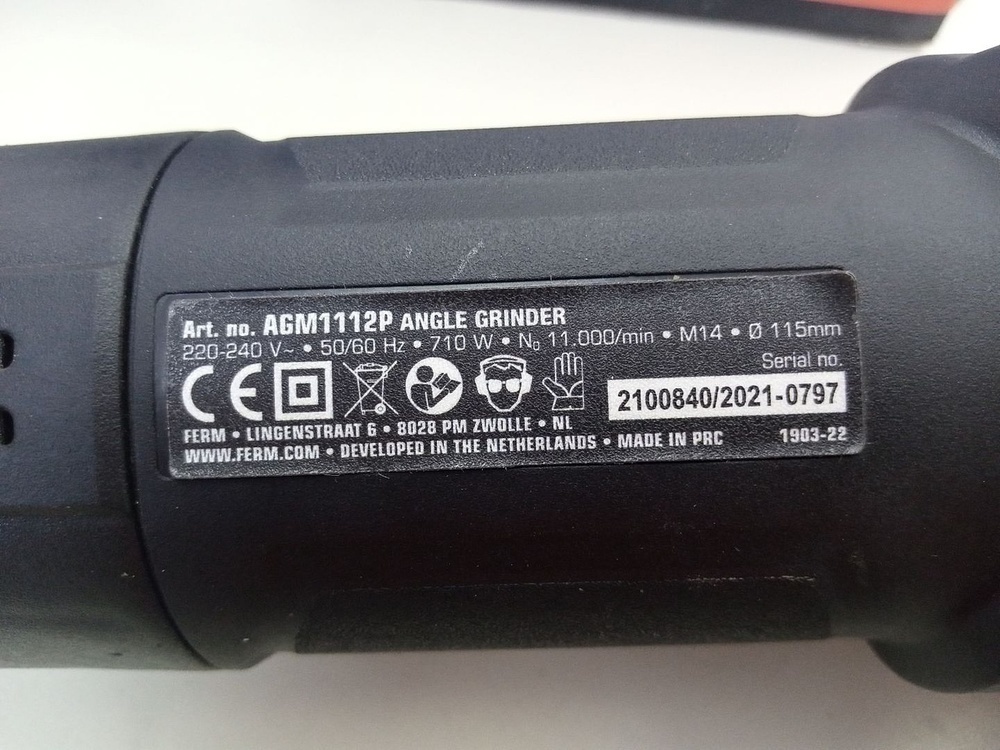 Art. no. AGM1112P ANGLE GRINDER
220-240 V~ • 50/60 Hz • 710 W • N₀ 11.000/min • M14 • Ø 115mm
Serial no.
CE
2100840/2021-0797
FERM • LINGENSTRAAT 6 • 8028 PM ZWOLLE • NL
WWW.FERM.COM • DEVELOPED IN THE NETHERLANDS • MADE IN PRC 1903-22